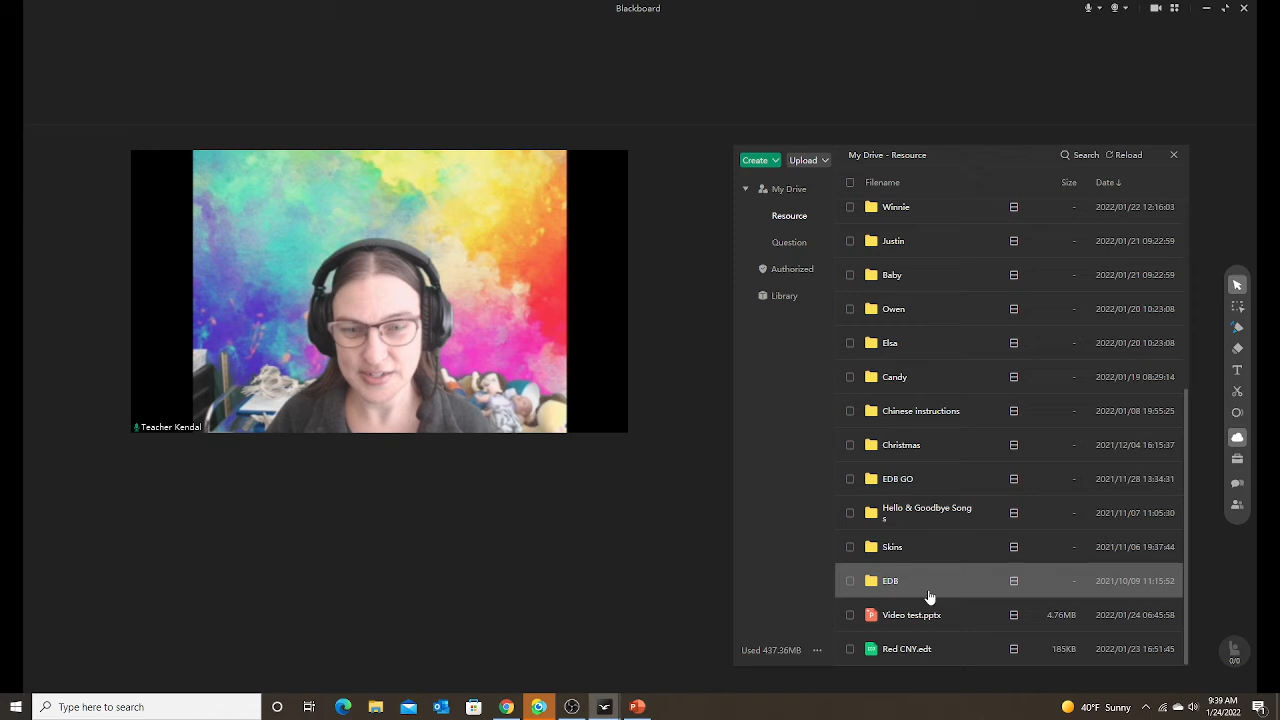 Blackboard
Create
Upload
My Drive - Resource
Search
Reload
My Drive
Resource
Question
Authorized
Library
Filename
Size
Date ↓
Winnie - 2022/01/22 12:16:03
Justin - 2022/01/21 09:22:59
Baby - 2022/01/21 09:22:59
Owen - 2022/01/20 10:23:08
Elsa - 2022/01/20 10:23:08
Candy - 2022/01/19 08:29:14
Chinese instructions - 2022/01/08 19:55:25
Christmas - 2021/12/04 16:15:37
EDB GO - 2021/11/28 13:34:31
Hello & Goodbye Song
s - 2021/11/07 11:05:30
Skins - 2021/11/06 19:37:44
EDB - 2021/10/09 11:15:52
Video test.pptx 4.76MB 2022/01/24 06:45:58
Red CNY.edt 185KB 2022/01/23 16:51:45
Used 437.36MB ...
Teacher Kendal
0/0
Type here to search
40°F Sunny
9:39 AM
1/24/2022